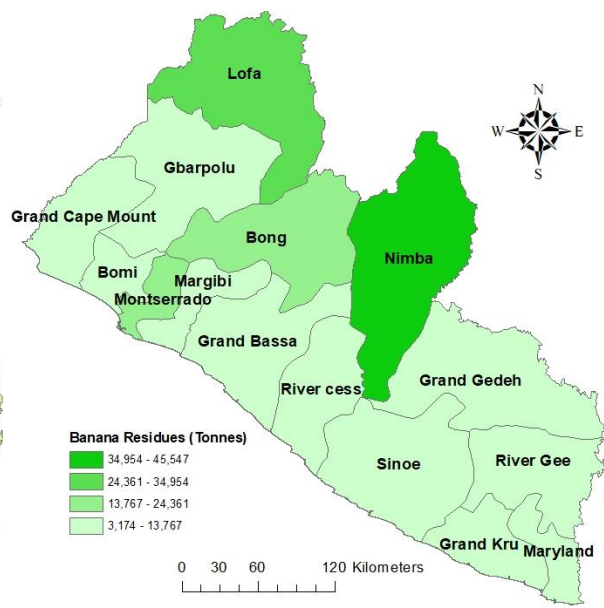 Lofa
N
W E
S
Gbarpolu
Grand Cape Mount
Bong
Nimba
Bomi
Margibi
Montserrado
Grand Bassa
River cess
Grand Gedeh
Sinoe
River Gee
Grand Kru
Maryland
Banana Residues (Tonnes)
34,954 - 45,547
24,361 - 34,954
13,767 - 24,361
3,174 - 13,767
0 30 60 120 Kilometers